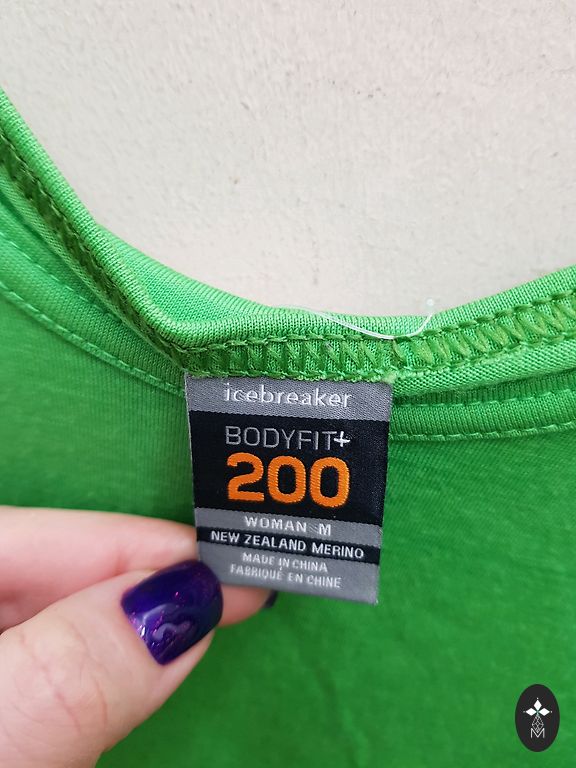 icebreaker
BODYFIT+
200
WOMAN M
NEW ZEALAND MERINO
MADE IN CHINA
FABRIQUÉ EN CHINE
M